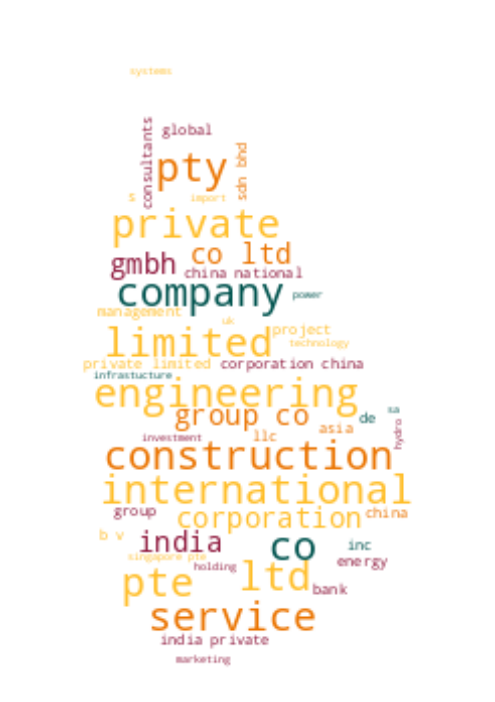 systems
consultants
global
pty
sdn bhd
s
import
private
co ltd
gmbh
china national
company
power
management
uk
limited
project
technology
private limited
corporation china
infrastucture
engineering
group co
de
sa
asia
hydro
investment
llc
construction
international
group
corporation
china
b v
india
co
inc
singapore pte
holding
energy
pte
ltd
bank
service
india private
marketing